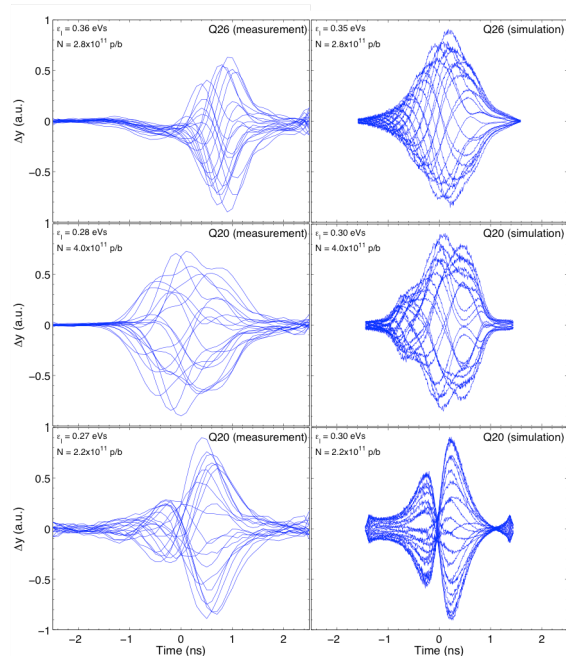 ε_l = 0.36 eVs Q26 (measurement)
N = 2.8x10^11 p/b
ε_l = 0.35 eVs Q26 (simulation)
N = 2.8x10^11 p/b
1
0.5
0
−0.5
−1
Δy (a.u.)
ε_l = 0.28 eVs Q20 (measurement)
N = 4.0x10^11 p/b
ε_l = 0.30 eVs Q20 (simulation)
N = 4.0x10^11 p/b
0.5
0
−0.5
1
Δy (a.u.)
ε_l = 0.27 eVs Q20 (measurement)
N = 2.2x10^11 p/b
ε_l = 0.30 eVs Q20 (simulation)
N = 2.2x10^11 p/b
0.5
0
−0.5
−1
Δy (a.u.)
−2 −1 0 1 2
Time (ns)
−2 −1 0 1 2
Time (ns)